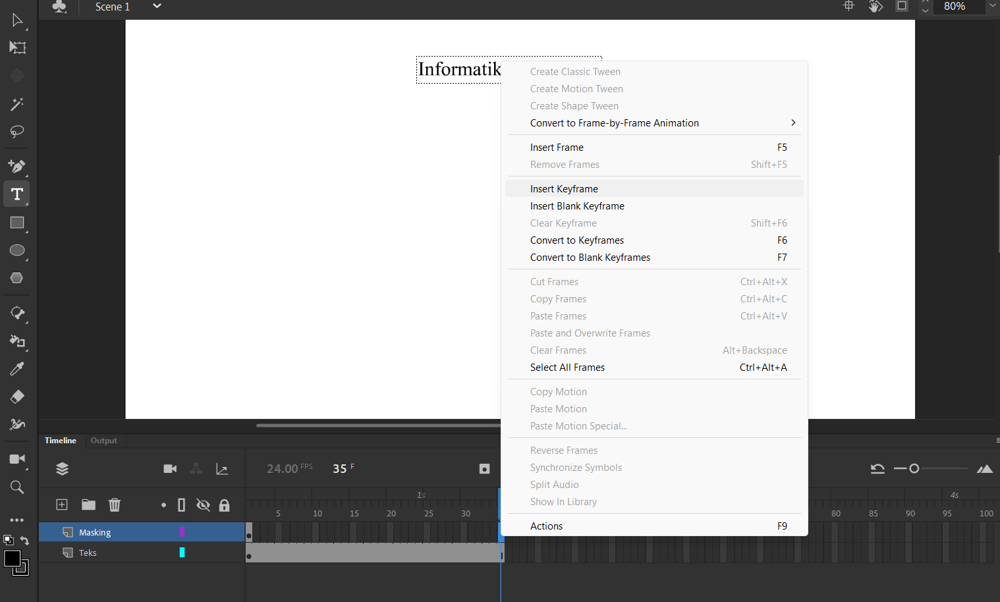 Scene 1
80%
Informatik
Create Classic Tween
Create Motion Tween
Create Shape Tween
Convert to Frame-by-Frame Animation
Insert Frame F5
Remove Frames Shift+F5
Insert Keyframe
Insert Blank Keyframe
Clear Keyframe Shift+F6
Convert to Keyframes F6
Convert to Blank Keyframes F7
Cut Frames Ctrl+Alt+X
Copy Frames Ctrl+Alt+C
Paste Frames Ctrl+Alt+V
Paste and Overwrite Frames
Clear Frames Alt+Backspace
Select All Frames Ctrl+Alt+A
Copy Motion
Paste Motion
Paste Motion Special...
Reverse Frames
Synchronize Symbols
Split Audio
Show In Library
Actions F9
Timeline Output
24.00 FPS 35 F
1s 4s
5 10 15 20 25 30 80 85 90 95 100
Masking
Teks